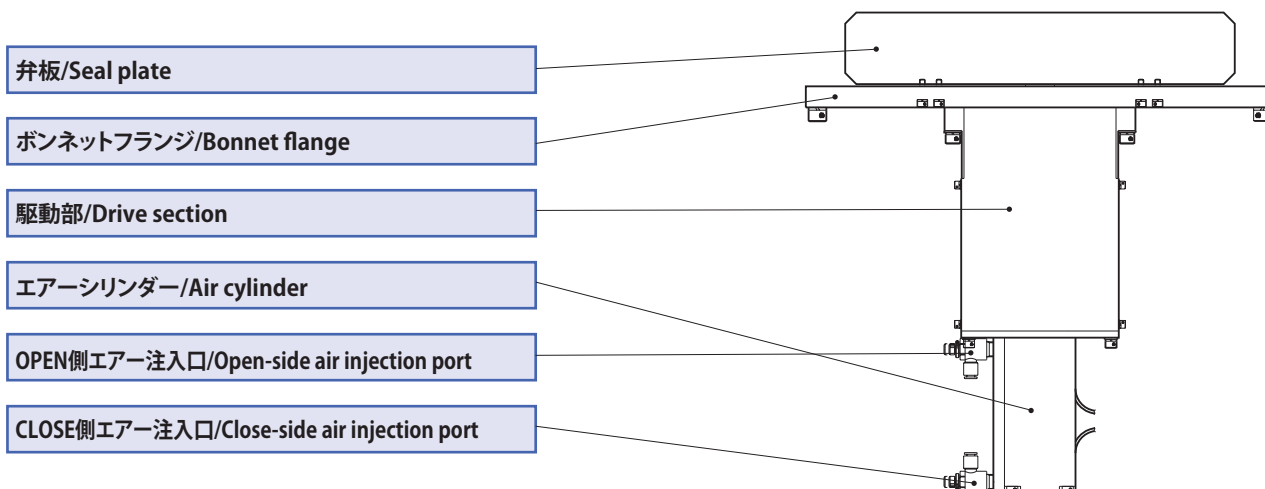 弁板/Seal plate
ボンネットフランジ/Bonnet flange
駆動部/Drive section
エアーシリンダー/Air cylinder
OPEN側エアー注入口/Open-side air injection port
CLOSE側エアー注入口/Close-side air injection port